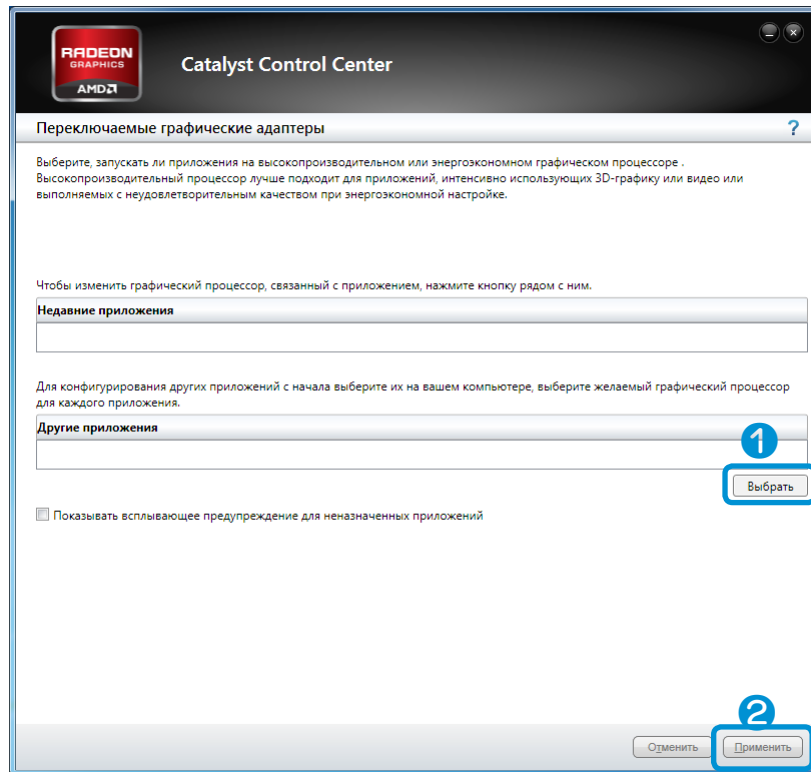 RADEON
GRAPHICS
AMD
Catalyst Control Center
Переключаемые графические адаптеры
?
Выберите, запускать ли приложения на высокопроизводительном или энергоэкономном графическом процессоре .
Высокопроизводительный процессор лучше подходит для приложений, интенсивно использующих 3D-графику или видео или
выполняемых с неудовлетворительным качеством при энергоэкономной настройке.
Чтобы изменить графический процессор, связанный с приложением, нажмите кнопку рядом с ним.
Недавние приложения
Для конфигурирования других приложений с начала выберите их на вашем компьютере, выберите желаемый графический процессор
для каждого приложения.
Другие приложения
1
Выбрать
Показывать всплывающее предупреждение для неназначенных приложений
2
Отменить
Применить